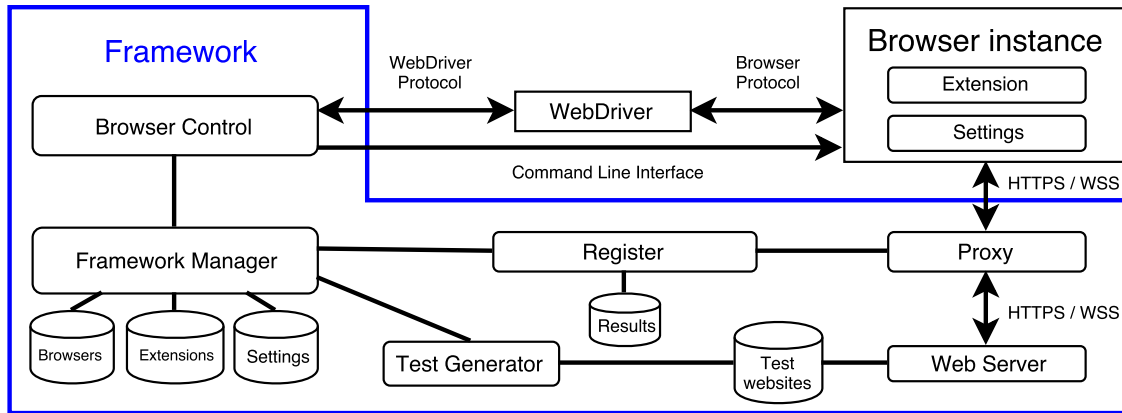 Framework
WebDriver
Protocol
Browser
Protocol
Browser instance
Extension
Settings
Browser Control
WebDriver
Command Line Interface
HTTPS / WSS
Framework Manager
Register
Proxy
Browsers
Extensions
Settings
Results
HTTPS / WSS
Test Generator
Test
websites
Web Server